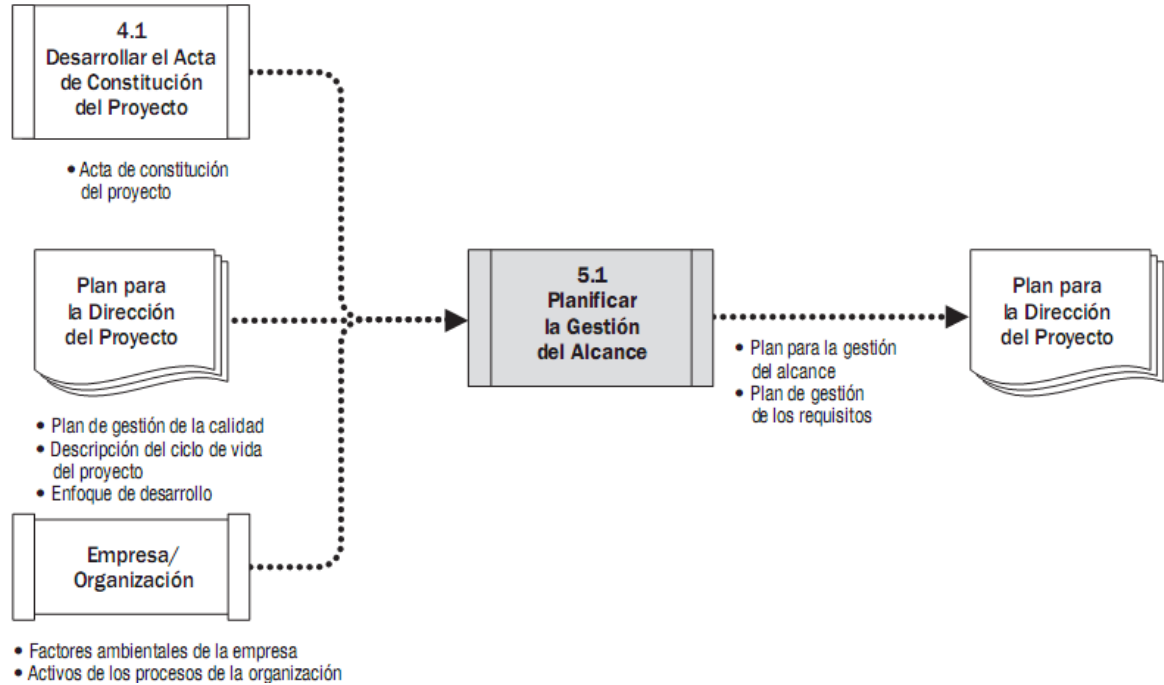 4.1
Desarrollar el Acta
de Constitución
del Proyecto
• Acta de constitución
del proyecto
Plan para
la Dirección
del Proyecto
• Plan de gestión de la calidad
• Descripción del ciclo de vida
del proyecto
• Enfoque de desarrollo
Empresa/
Organización
• Factores ambientales de la empresa
• Activos de los procesos de la organización
5.1
Planificar
la Gestión
del Alcance
• Plan para la gestión
del alcance
• Plan de gestión
de los requisitos
Plan para
la Dirección
del Proyecto